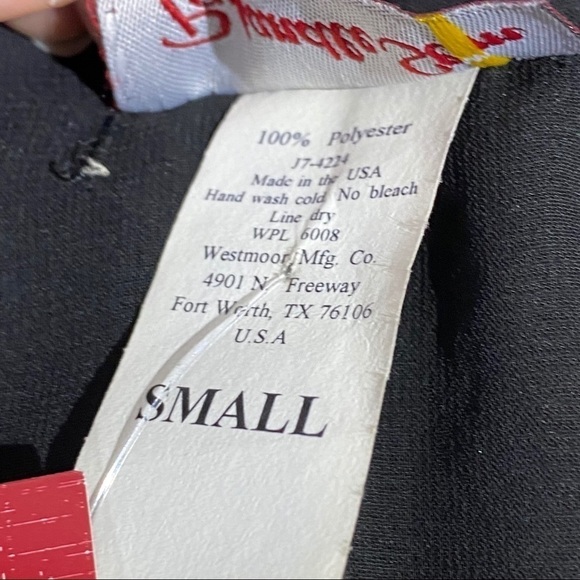 100% Polyester
J7-4224
Made in the USA
Hand wash cold No bleach
Line dry
WPL 6008
Westmoor Mfg. Co.
4901 N. Freeway
Fort Worth, TX 76106
U.S.A
SMALL